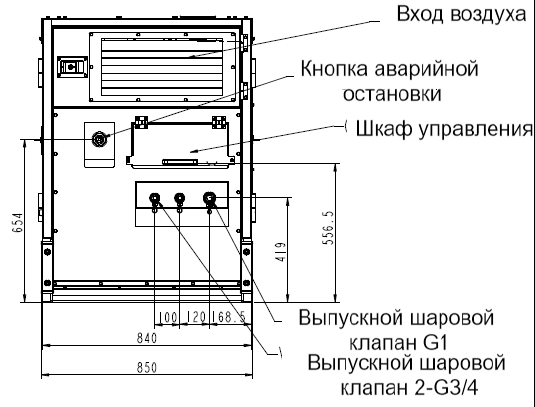 Вход воздуха
Кнопка аварийной
остановки
Шкаф управления
654
556.5
419
100
120
168.5
840
850
Выпускной шаровой
клапан G1
Выпускной шаровой
клапан 2-G3/4